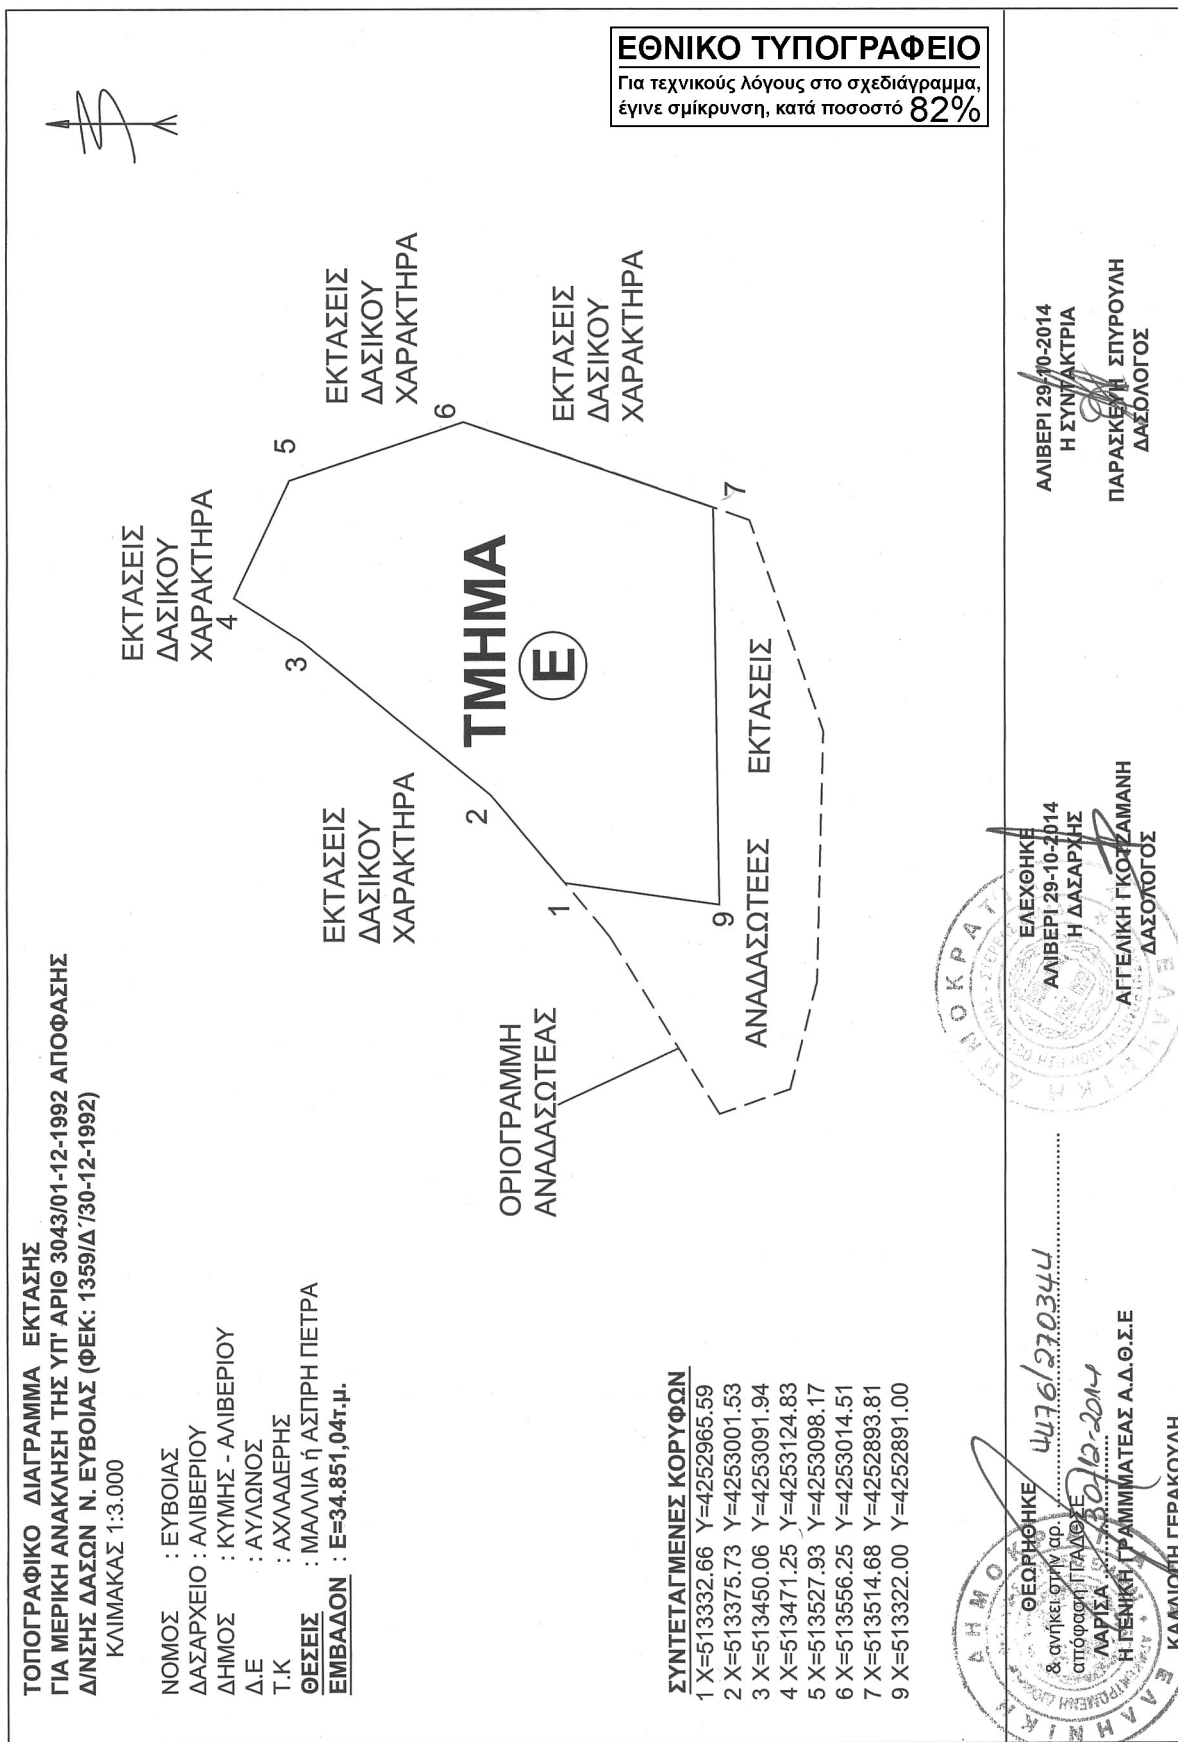 ΕΘΝΙΚΟ ΤΥΠΟΓΡΑΦΕΙΟ
Για τεχνικούς λόγους στο σχεδιάγραμμα,
έγινε σμίκρυνση, κατά ποσοστό 82%
ΤΟΠΟΓΡΑΦΙΚΟ ΔΙΑΓΡΑΜΜΑ ΕΚΤΑΣΗΣ
ΓΙΑ ΜΕΡΙΚΗ ΑΝΑΚΛΗΣΗ ΤΗΣ ΥΠ' ΑΡΙΘ 3043/01-12-1992 ΑΠΟΦΑΣΗΣ
Δ/ΝΣΗΣ ΔΑΣΩΝ Ν. ΕΥΒΟΙΑΣ (ΦΕΚ: 1359/Δ΄/30-12-1992)
ΚΛΙΜΑΚΑΣ 1:3.000
ΝΟΜΟΣ : ΕΥΒΟΙΑΣ
ΔΑΣΑΡΧΕΙΟ : ΑΛΙΒΕΡΙΟΥ
ΔΗΜΟΣ : ΚΥΜΗΣ - ΑΛΙΒΕΡΙΟΥ
Δ.Ε : ΑΥΛΩΝΟΣ
Τ.Κ : ΑΧΛΑΔΕΡΗΣ
ΘΕΣΕΙΣ : ΜΑΛΛΙΑ ή ΑΣΠΡΗ ΠΕΤΡΑ
ΕΜΒΑΔΟΝ : Ε=34.851,04τ.μ.
ΕΚΤΑΣΕΙΣ
ΔΑΣΙΚΟΥ
ΧΑΡΑΚΤΗΡΑ
ΕΚΤΑΣΕΙΣ
ΔΑΣΙΚΟΥ
ΧΑΡΑΚΤΗΡΑ
ΕΚΤΑΣΕΙΣ
ΔΑΣΙΚΟΥ
ΧΑΡΑΚΤΗΡΑ
ΕΚΤΑΣΕΙΣ
ΔΑΣΙΚΟΥ
ΧΑΡΑΚΤΗΡΑ
4
5
3
6
2
1
7
9
ΤΜΗΜΑ
Ε
ΟΡΙΟΓΡΑΜΜΗ
ΑΝΑΔΑΣΩΤΕΑΣ
ΑΝΑΔΑΣΩΤΕΕΣ ΕΚΤΑΣΕΙΣ
ΣΥΝΤΕΤΑΓΜΕΝΕΣ ΚΟΡΥΦΩΝ
1 X=513332.66 Y=4252965.59
2 X=513375.73 Y=4253001.53
3 X=513450.06 Y=4253091.94
4 X=513471.25 Y=4253124.83
5 X=513527.93 Y=4253098.17
6 X=513556.25 Y=4253014.51
7 X=513514.68 Y=4252893.81
9 X=513322.00 Y=4252891.00
ΘΕΩΡΗΘΗΚΕ
& ανήκει στην αρ. 4476/270344
απόφαση ΓΓΑΔΘΣΕ
ΛΑΡΙΣΑ 30/12-2014
Η ΓΕΝΙΚΗ ΓΡΑΜΜΑΤΕΑΣ Α.Δ.Θ.Σ.Ε
ΚΑΛΛΙΟΠΗ ΓΕΡΑΚΟΥΔΗ
ΕΛΕΧΘΗΚΕ
ΑΛΙΒΕΡΙ 29-10-2014
Η ΔΑΣΑΡΧΗΣ
ΑΓΓΕΛΙΚΗ ΓΚΟΤΖΑΜΑΝΗ
ΔΑΣΟΛΟΓΟΣ
ΑΛΙΒΕΡΙ 29-10-2014
Η ΣΥΝΤΑΚΤΡΙΑ
ΠΑΡΑΣΚΕΥΗ ΣΠΥΡΟΥΛΗ
ΔΑΣΟΛΟΓΟΣ
ΕΛΛΗΝΙΚΗ ΔΗΜΟΚΡΑΤΙΑ